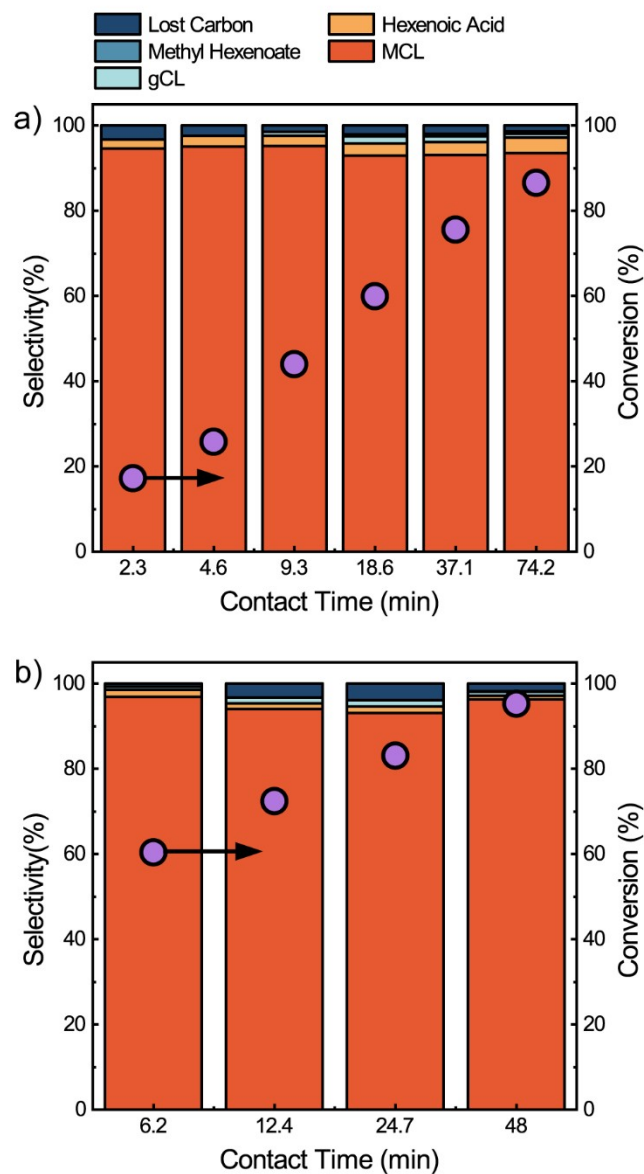 Lost Carbon
Hexenoic Acid
Methyl Hexenoate
MCL
gCL
a)
100
80
60
40
20
0
Selectivity(%)
100
80
60
40
20
0
Conversion (%)
2.3 4.6 9.3 18.6 37.1 74.2
Contact Time (min)
b)
100
80
60
40
20
0
Selectivity(%)
100
80
60
40
20
0
Conversion (%)
6.2 12.4 24.7 48
Contact Time (min)